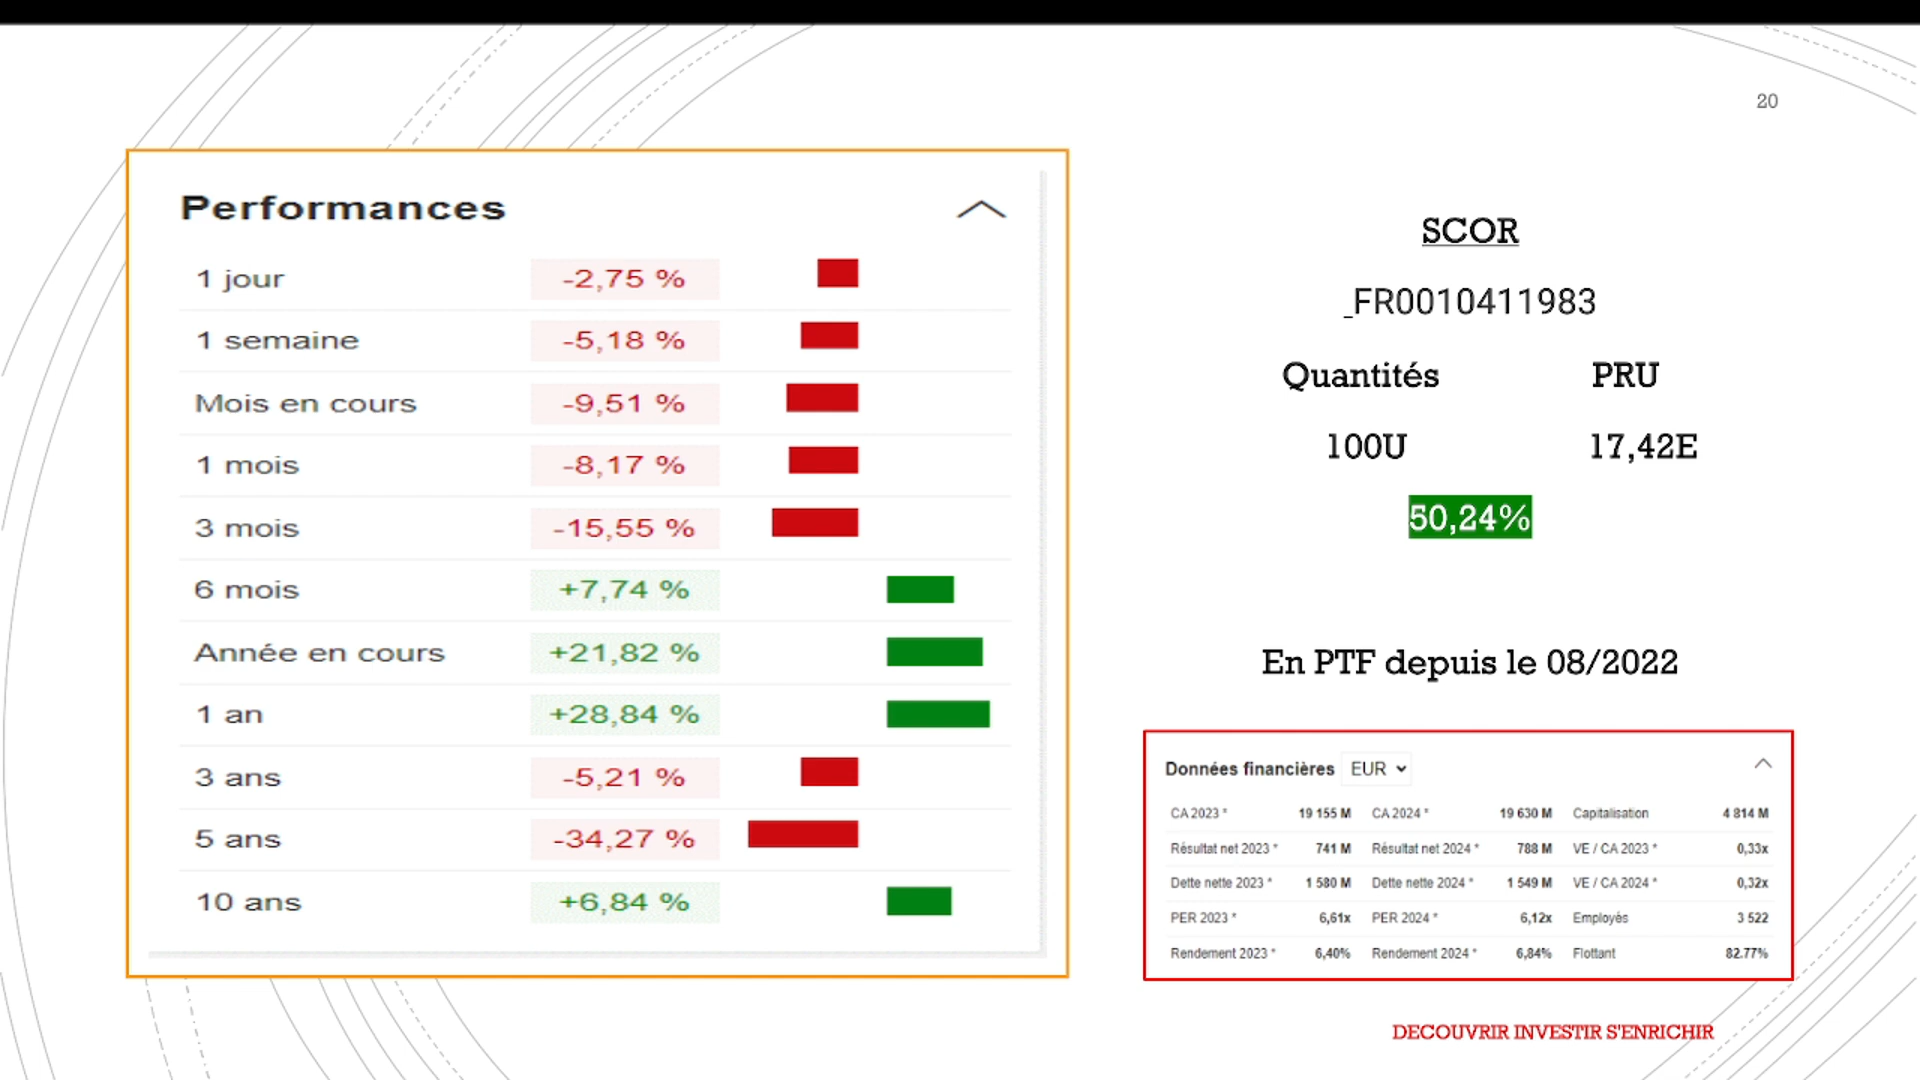 20
Performances
1 jour -2,75 %
1 semaine -5,18 %
Mois en cours -9,51 %
1 mois -8,17 %
3 mois -15,55 %
6 mois +7,74 %
Année en cours +21,82 %
1 an +28,84 %
3 ans -5,21 %
5 ans -34,27 %
10 ans +6,84 %
SCOR
_FR0010411983
Quantités PRU
100U 17,42E
50,24%
En PTF depuis le 08/2022
Données financières EUR
CA 2023 * 19 155 M CA 2024 * 19 630 M Capitalisation 4 814 M
Résultat net 2023 * 741 M Résultat net 2024 * 788 M VE / CA 2023 * 0,33x
Dette nette 2023 * 1 580 M Dette nette 2024 * 1 549 M VE / CA 2024 * 0,32x
PER 2023 * 6,61x PER 2024 * 6,12x Employés 3 522
Rendement 2023 * 6,40% Rendement 2024 * 6,84% Flottant 82.77%
DECOUVRIR INVESTIR S'ENRICHIR